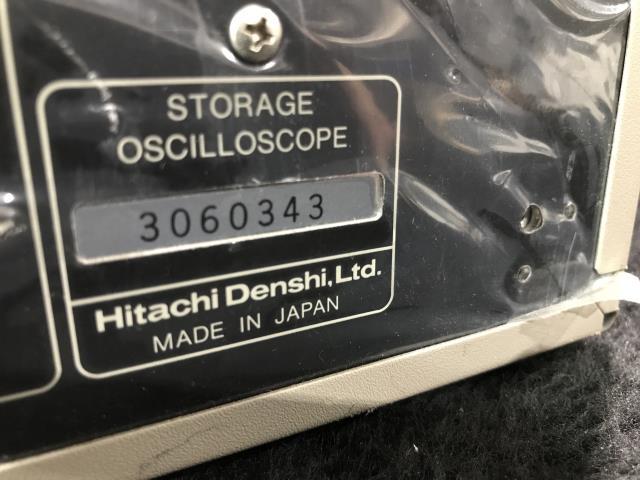 STORAGE
OSCILLOSCOPE
3060343
Hitachi Denshi, Ltd.
MADE IN JAPAN